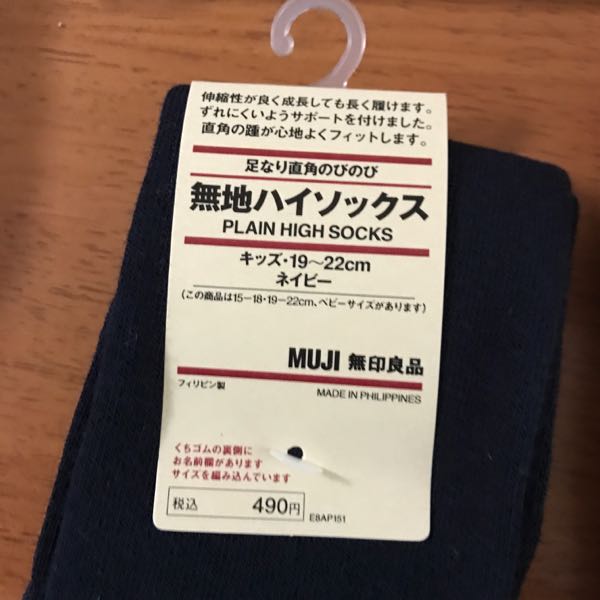 伸縮性が良く成長しても長く履けます。
ずれにくいようサポートを付けました。
直角の踵が心地よくフィットします。
足なり直角のびのび
無地ハイソックス
PLAIN HIGH SOCKS
キッズ・19〜22cm
ネイビー
(この商品は15−18・19−22cm、ベビーサイズがあります)
MUJI 無印良品
フィリピン製 MADE IN PHILIPPINES
くちゴムの裏側に
お名前欄があります
サイズを編み込んでいます
税込 490円
E8AP151